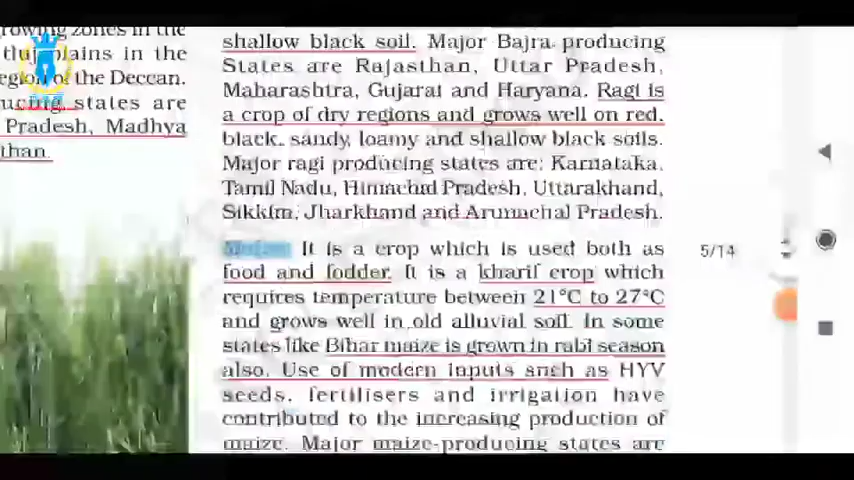 growing zones in the
tluj plains in the
egion of the Deccan.
ucing states are
Pradesh, Madhya
than.
shallow black soil. Major Bajra producing
States are Rajasthan, Uttar Pradesh,
Maharashtra, Gujarat and Haryana. Ragi is
a crop of dry regions and grows well on red,
black, sandy, loamy and shallow black soils.
Major ragi producing states are: Karnataka,
Tamil Nadu, Himachal Pradesh, Uttarakhand,
Sikkim, Jharkhand and Arunachal Pradesh.
It is a crop which is used both as
food and fodder. It is a kharif crop which
requires temperature between 21°C to 27°C
and grows well in old alluvial soil. In some
states like Bihar maize is grown in rabi season
also. Use of modern inputs such as HYV
seeds, fertilisers and irrigation have
contributed to the increasing production of
maize. Major maize-producing states are
5/14